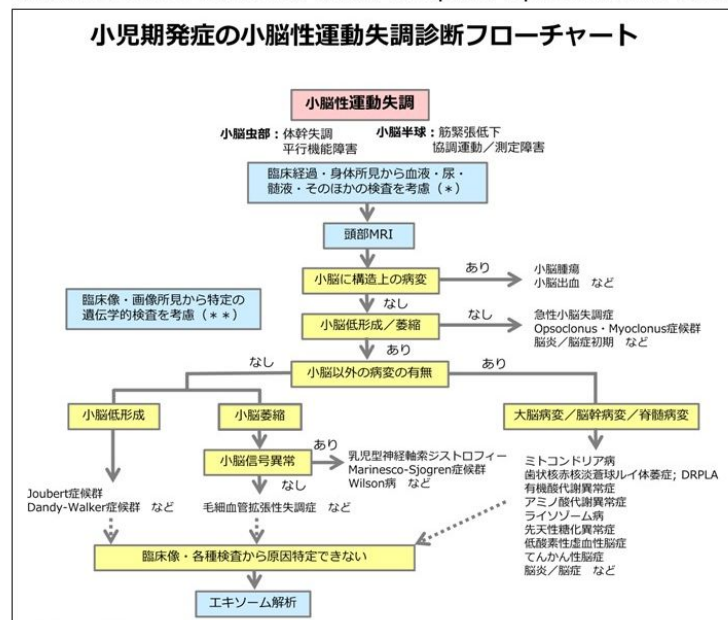 小児期発症の小脳性運動失調診断フローチャート
小脳性運動失調
小脳虫部：体幹失調
平行機能障害
小脳半球：筋緊張低下
協調運動／測定障害
臨床経過・身体所見から血液・尿・
髄液・そのほかの検査を考慮（＊）
頭部MRI
小脳に構造上の病変
あり
小脳腫瘍
小脳出血　など
臨床像・画像所見から特定の
遺伝学的検査を考慮（＊＊）
なし
小脳低形成／萎縮
なし
急性小脳失調症
Opsoclonus・Myoclonus症候群
脳炎／脳症初期　など
あり
小脳以外の病変の有無
なし
あり
小脳低形成
小脳萎縮
大脳病変／脳幹病変／脊髄病変
小脳信号異常
あり
乳児型神経軸索ジストロフィー
Marinesco-Sjogren症候群
Wilson病　など
なし
Joubert症候群
Dandy-Walker症候群　など
毛細血管拡張性失調症　など
ミトコンドリア病
歯状核赤核淡蒼球ルイ体萎症; DRPLA
有機酸代謝異常症
アミノ酸代謝異常症
ライソゾーム病
先天性糖化異常症
低酸素性虚血性脳症
てんかん性脳症
脳炎／脳症　など
臨床像・各種検査から原因特定できない
エキソーム解析